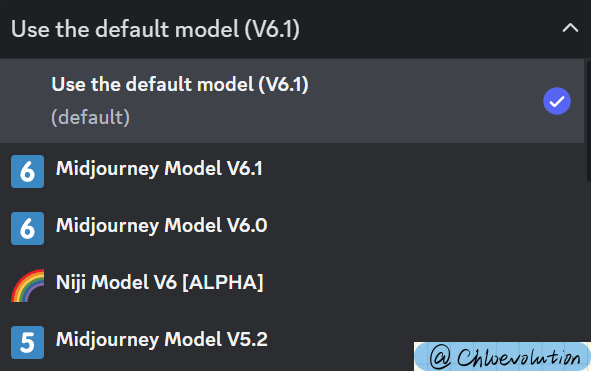 Use the default model (V6.1)
Use the default model (V6.1)
(default)
6 Midjourney Model V6.1
6 Midjourney Model V6.0
Niji Model V6 [ALPHA]
5 Midjourney Model V5.2
@ Chloevolution